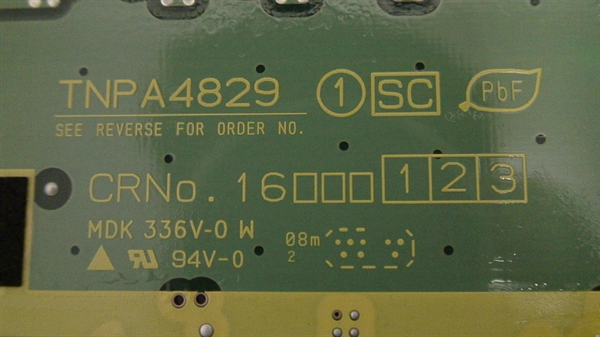 TNPA4829 1 SC PbF
SEE REVERSE FOR ORDER NO.
CRNo. 16□□□ 1 2 3
MDK 336V-0 W
94V-0
08m
2